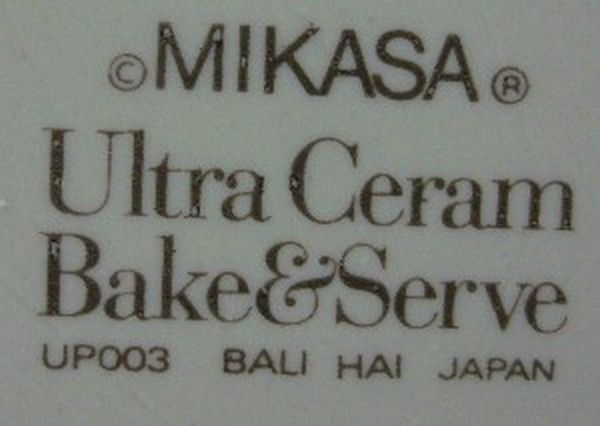 ©MIKASA®
Ultra Ceram
Bake&Serve
UP003 BALI HAI JAPAN